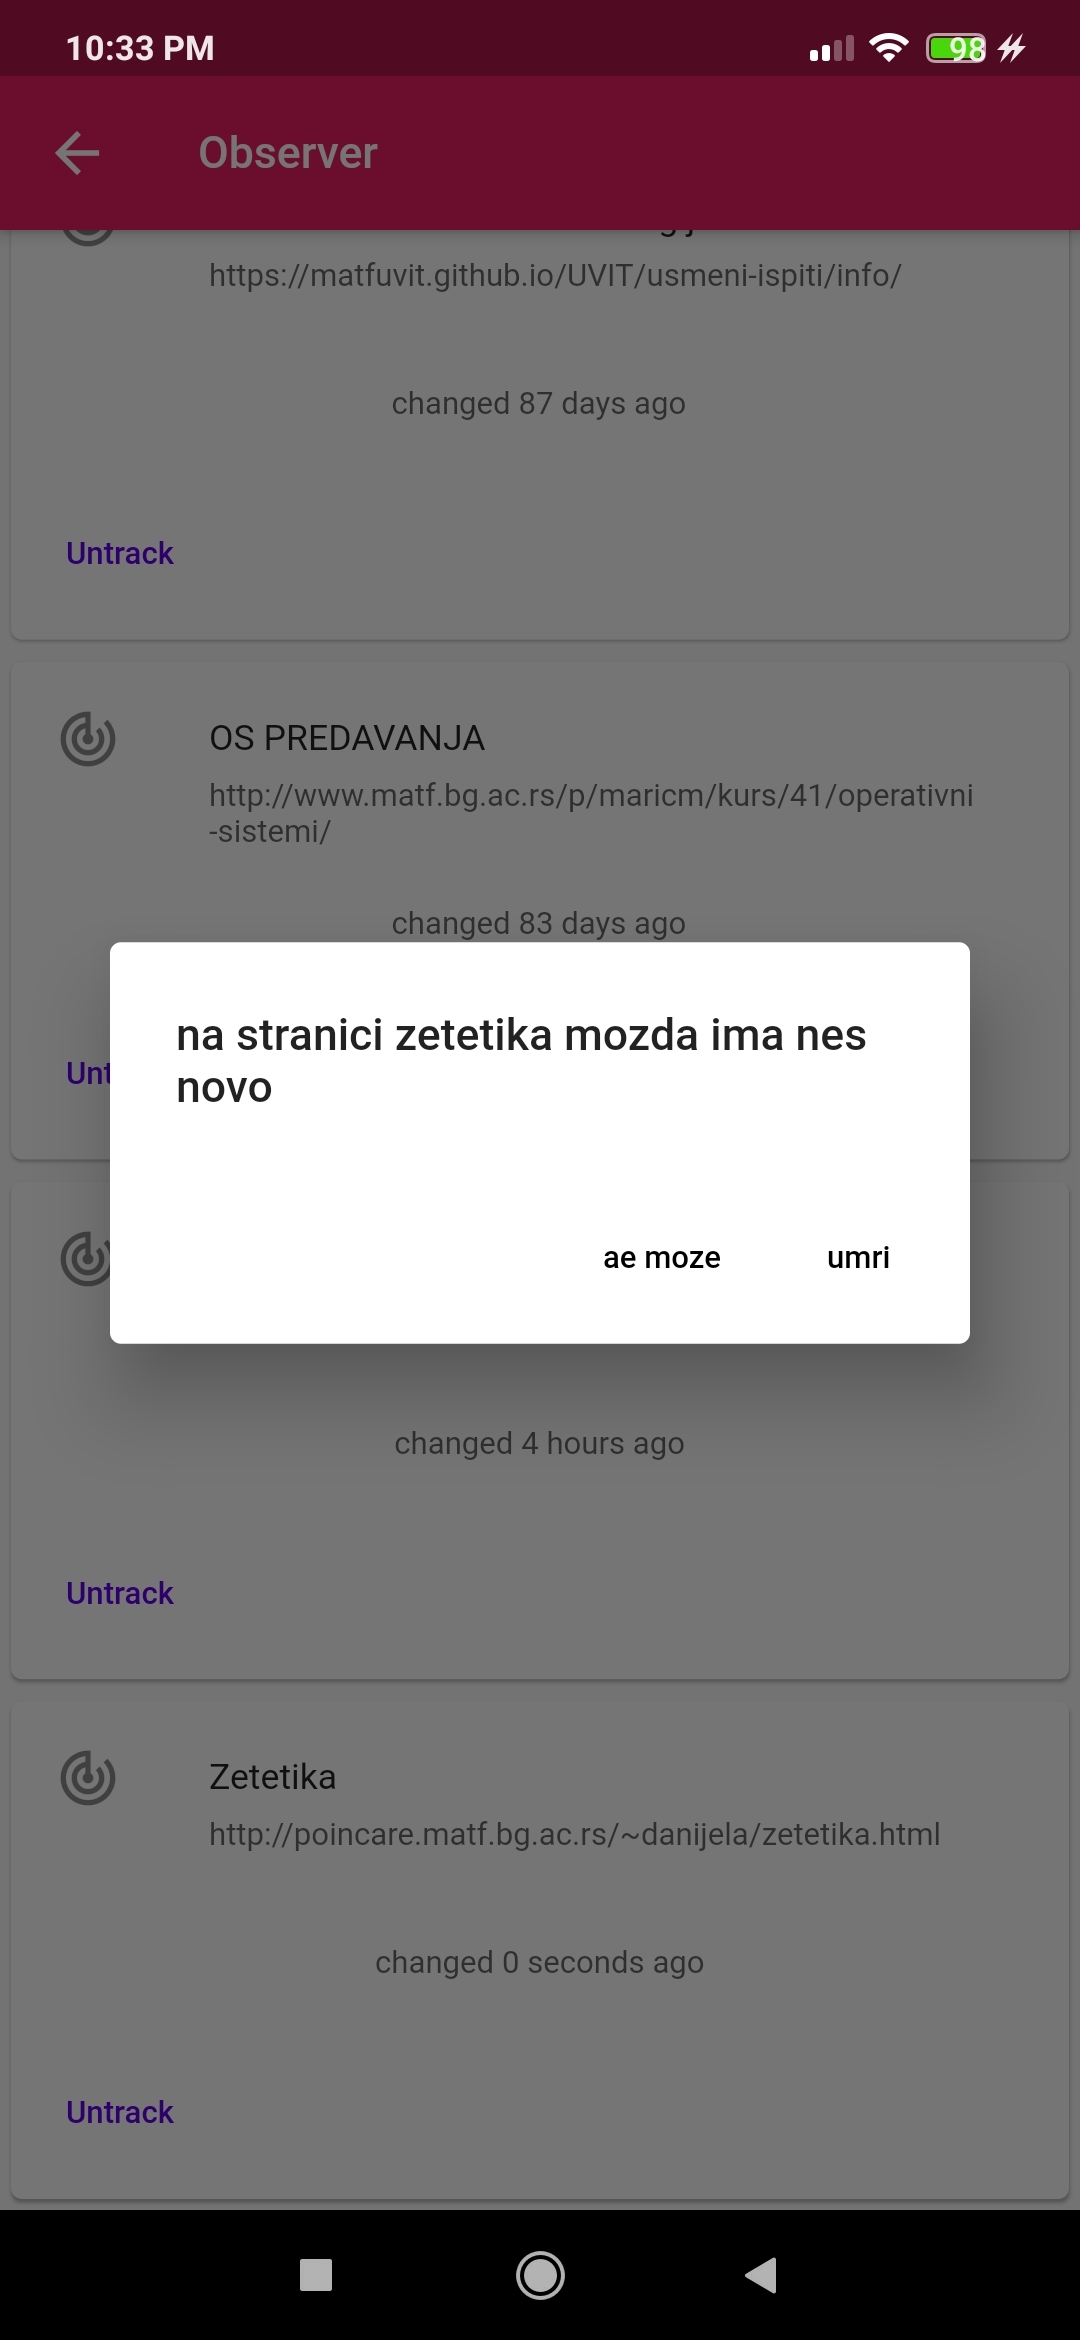 10:33 PM
98
Observer
https://matfuvit.github.io/UVIT/usmeni-ispiti/info/
changed 87 days ago
Untrack
OS PREDAVANJA
http://www.matf.bg.ac.rs/p/maricm/kurs/41/operativni
-sistemi/
changed 83 days ago
na stranici zetetika mozda ima nes
novo
ae moze
umri
changed 4 hours ago
Untrack
Zetetika
http://poincare.matf.bg.ac.rs/~danijela/zetetika.html
changed 0 seconds ago
Untrack